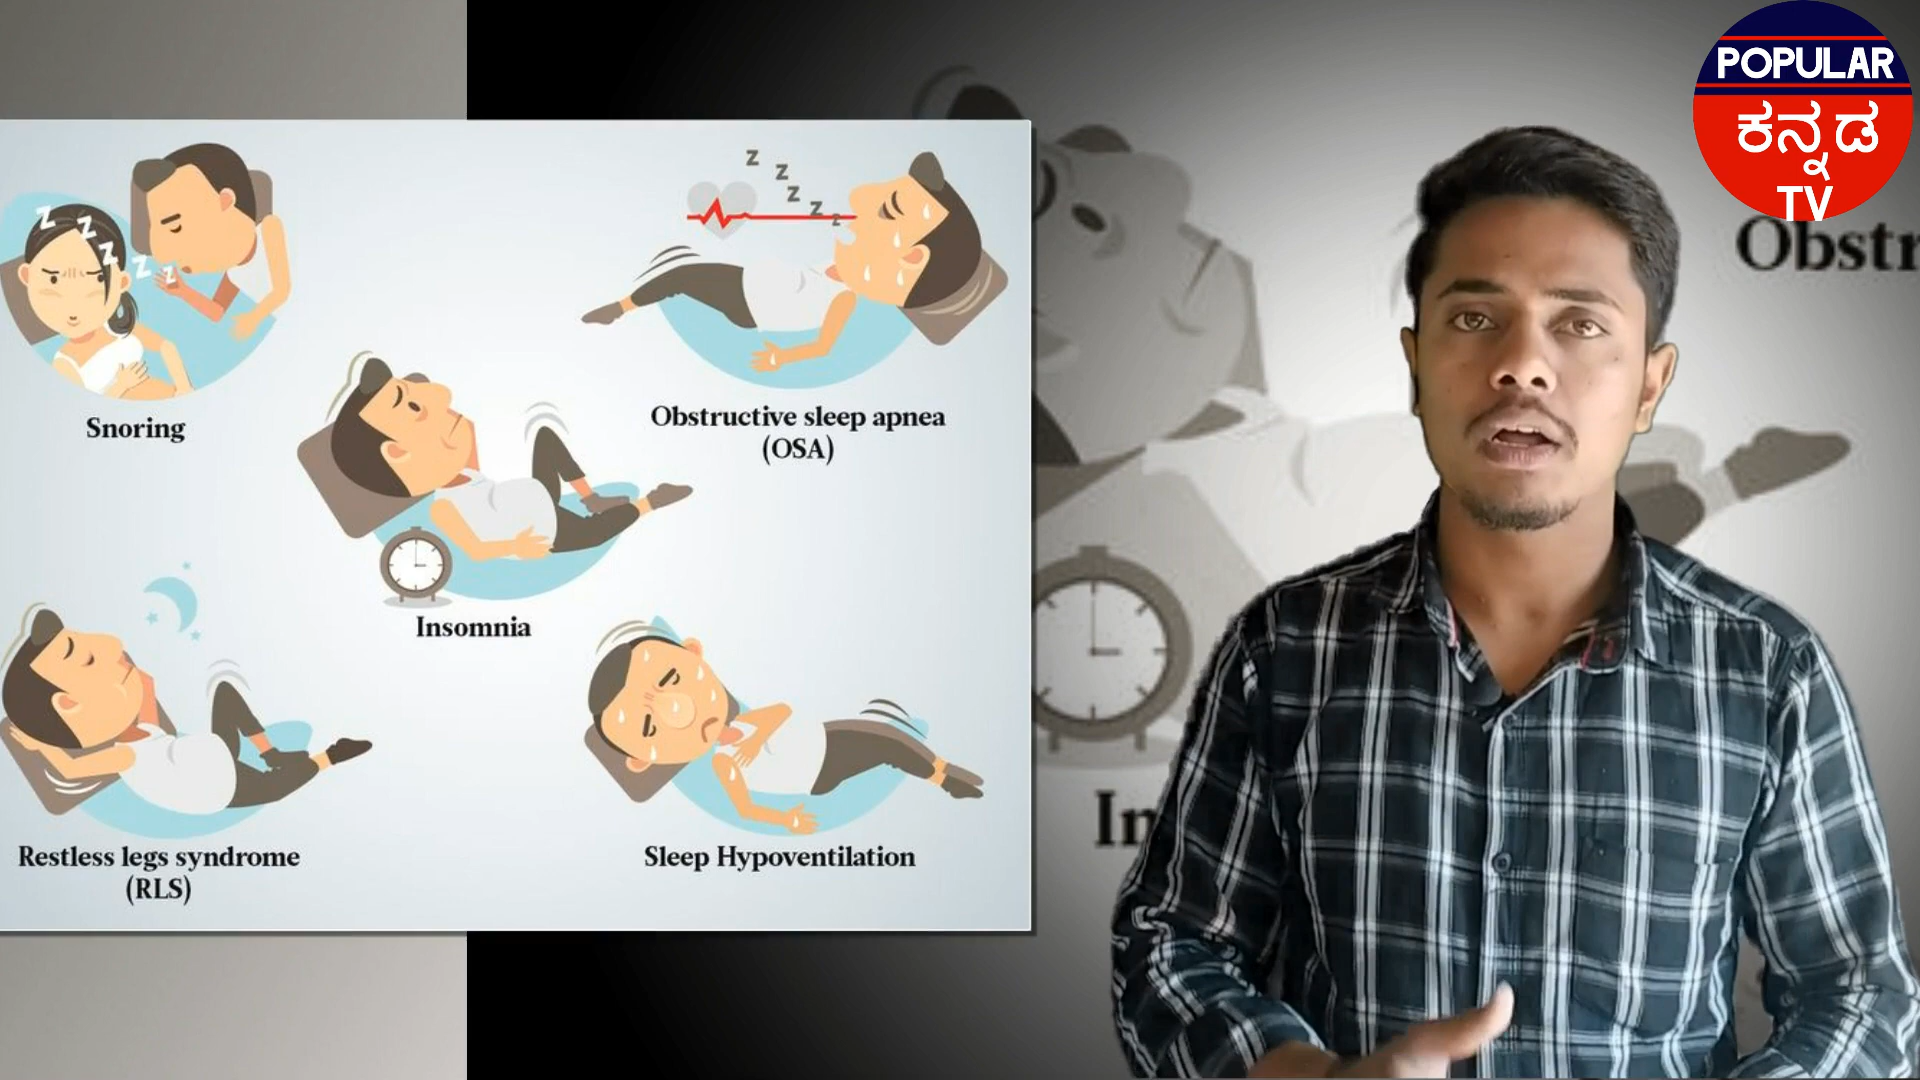 POPULAR
ಕನ್ನಡ
TV
Snoring
Obstructive sleep apnea
(OSA)
Insomnia
Restless legs syndrome
(RLS)
Sleep Hypoventilation
Obstr
In